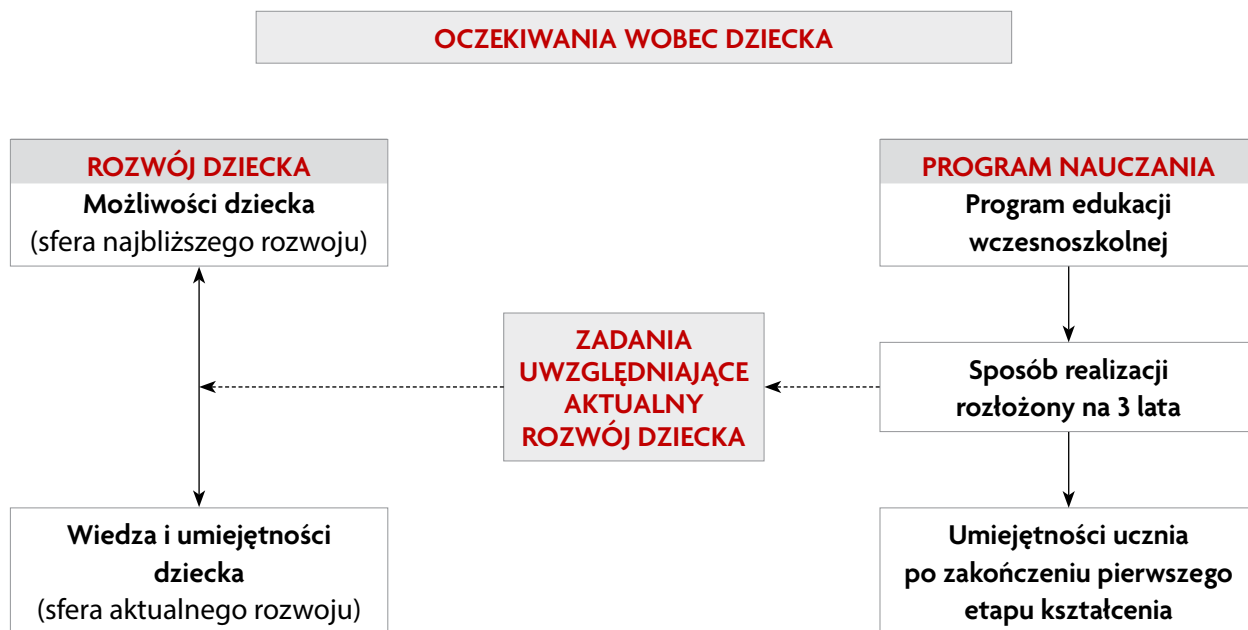 OCZEKIWANIA WOBEC DZIECKA
ROZWÓJ DZIECKA
Możliwości dziecka
(sfera najbliższego rozwoju)
PROGRAM NAUCZANIA
Program edukacji
wczesnoszkolnej
ZADANIA
UWZGLĘDNIAJĄCE
AKTUALNY
ROZWÓJ DZIECKA
Sposób realizacji
rozłożony na 3 lata
Wiedza i umiejętności
dziecka
(sfera aktualnego rozwoju)
Umiejętności ucznia
po zakończeniu pierwszego
etapu kształcenia